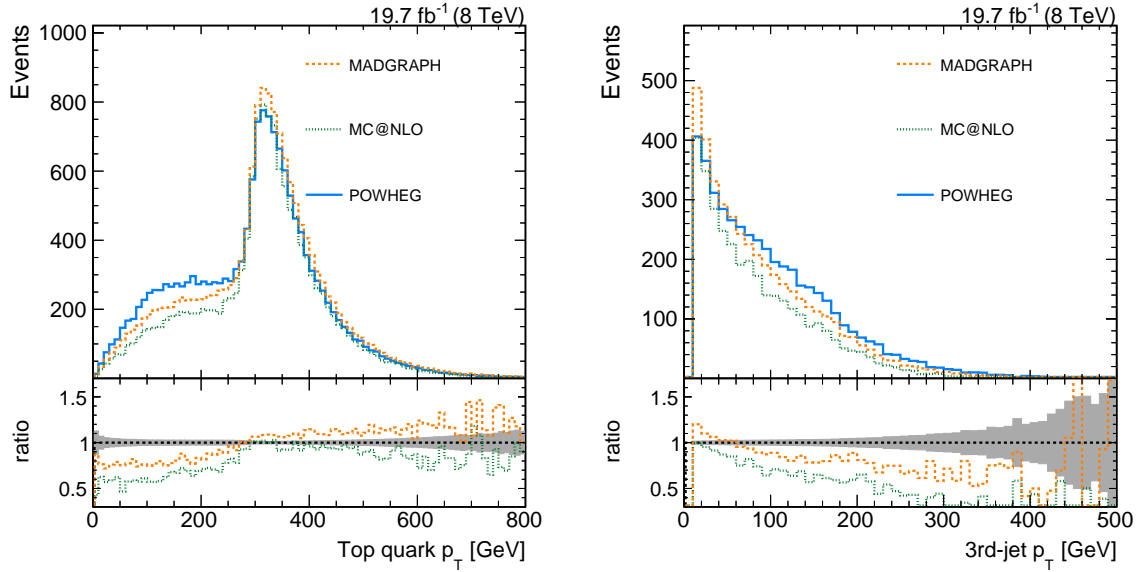 19.7 fb⁻¹ (8 TeV)
Events
1000
800
600
400
200
MADGRAPH
MC@NLO
POWHEG
ratio
1.5
1
0.5
0 200 400 600 800
Top quark p_T [GeV]
19.7 fb⁻¹ (8 TeV)
Events
500
400
300
200
100
MADGRAPH
MC@NLO
POWHEG
ratio
1.5
1
0.5
0 100 200 300 400 500
3rd-jet p_T [GeV]